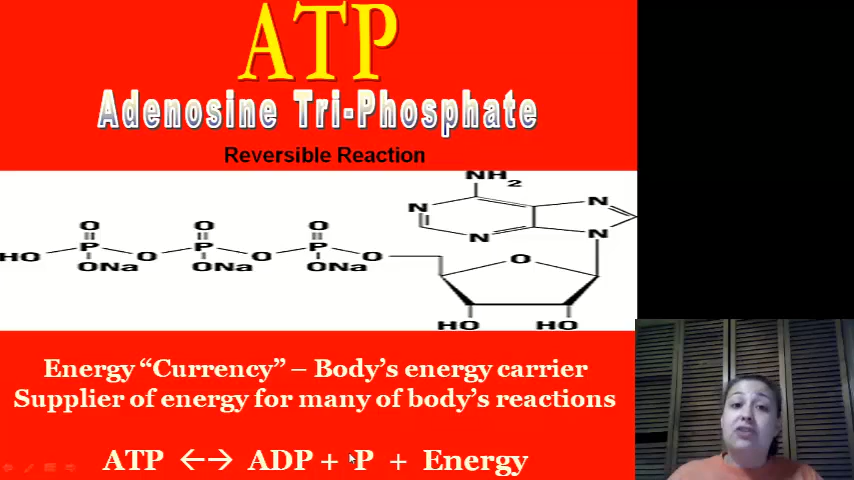 ATP
Adenosine Tri-Phosphate
Reversible Reaction
NH2
N N
N N
O O O
HO P O P O P O O
ONa ONa ONa
HO HO
Energy “Currency” – Body’s energy carrier
Supplier of energy for many of body’s reactions
ATP <--> ADP + P + Energy